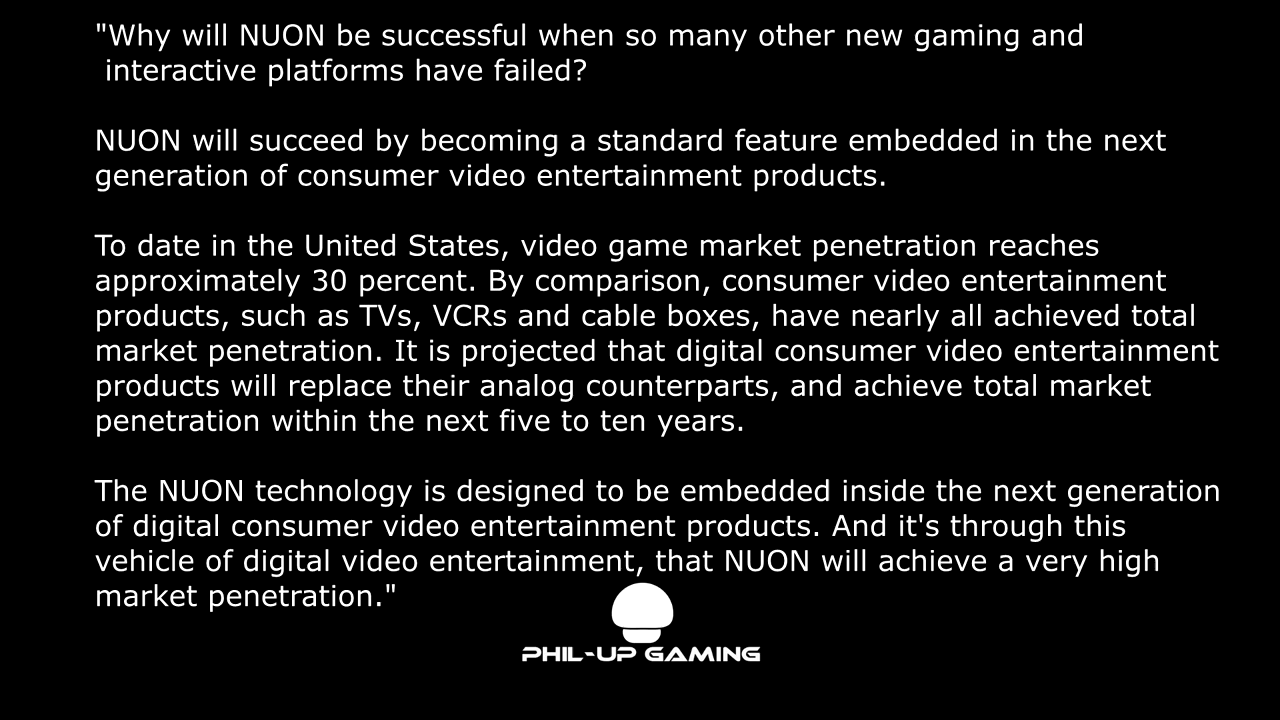 "Why will NUON be successful when so many other new gaming and
interactive platforms have failed?
NUON will succeed by becoming a standard feature embedded in the next
generation of consumer video entertainment products.
To date in the United States, video game market penetration reaches
approximately 30 percent. By comparison, consumer video entertainment
products, such as TVs, VCRs and cable boxes, have nearly all achieved total
market penetration. It is projected that digital consumer video entertainment
products will replace their analog counterparts, and achieve total market
penetration within the next five to ten years.
The NUON technology is designed to be embedded inside the next generation
of digital consumer video entertainment products. And it's through this
vehicle of digital video entertainment, that NUON will achieve a very high
market penetration."
PHIL-UP GAMING